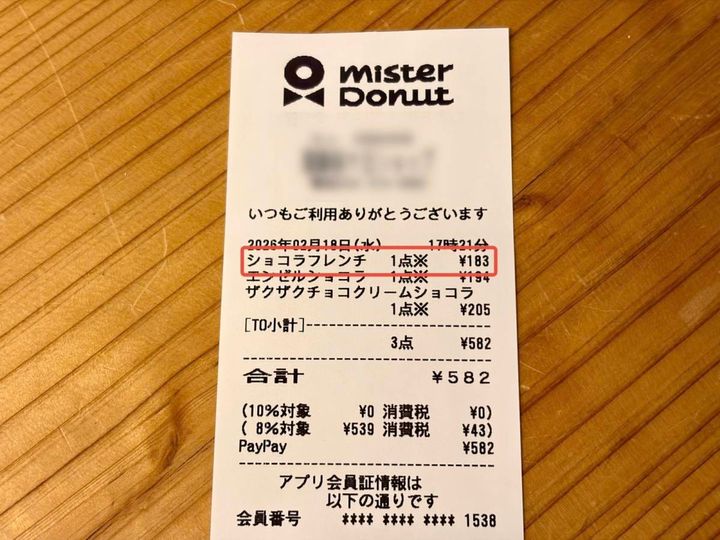 mister
Donut
いつもご利用ありがとうございます
2026年02月18日(水) 17時21分
ショコラフレンチ 1点※ ¥183
エンゼルショコラ 1点※ ¥194
ザクザクチョコクリームショコラ
1点※ ¥205
[TO小計]
3点 ¥582
合計 ¥582
(10%対象 ¥0 消費税 ¥0)
( 8%対象 ¥539 消費税 ¥43)
PayPay ¥582
アプリ会員証情報は
以下の通りです
会員番号 **** **** **** 1538